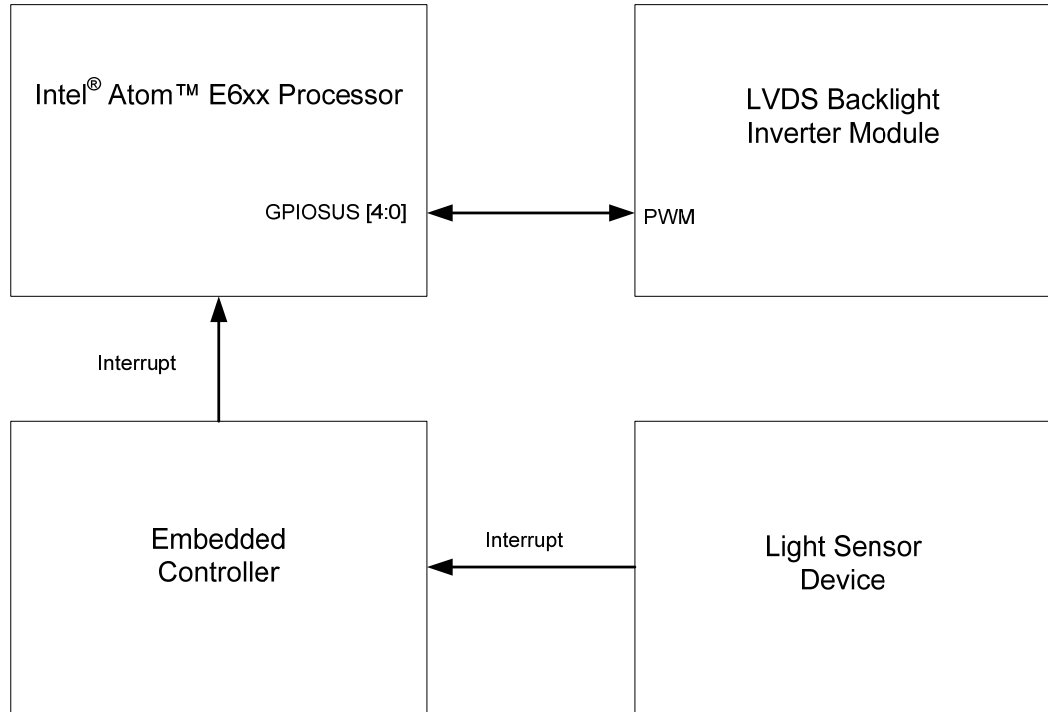 Intel® Atom™ E6xx Processor
LVDS Backlight
Inverter Module
GPIOSUS [4:0]
PWM
Interrupt
Embedded
Controller
Interrupt
Light Sensor
Device